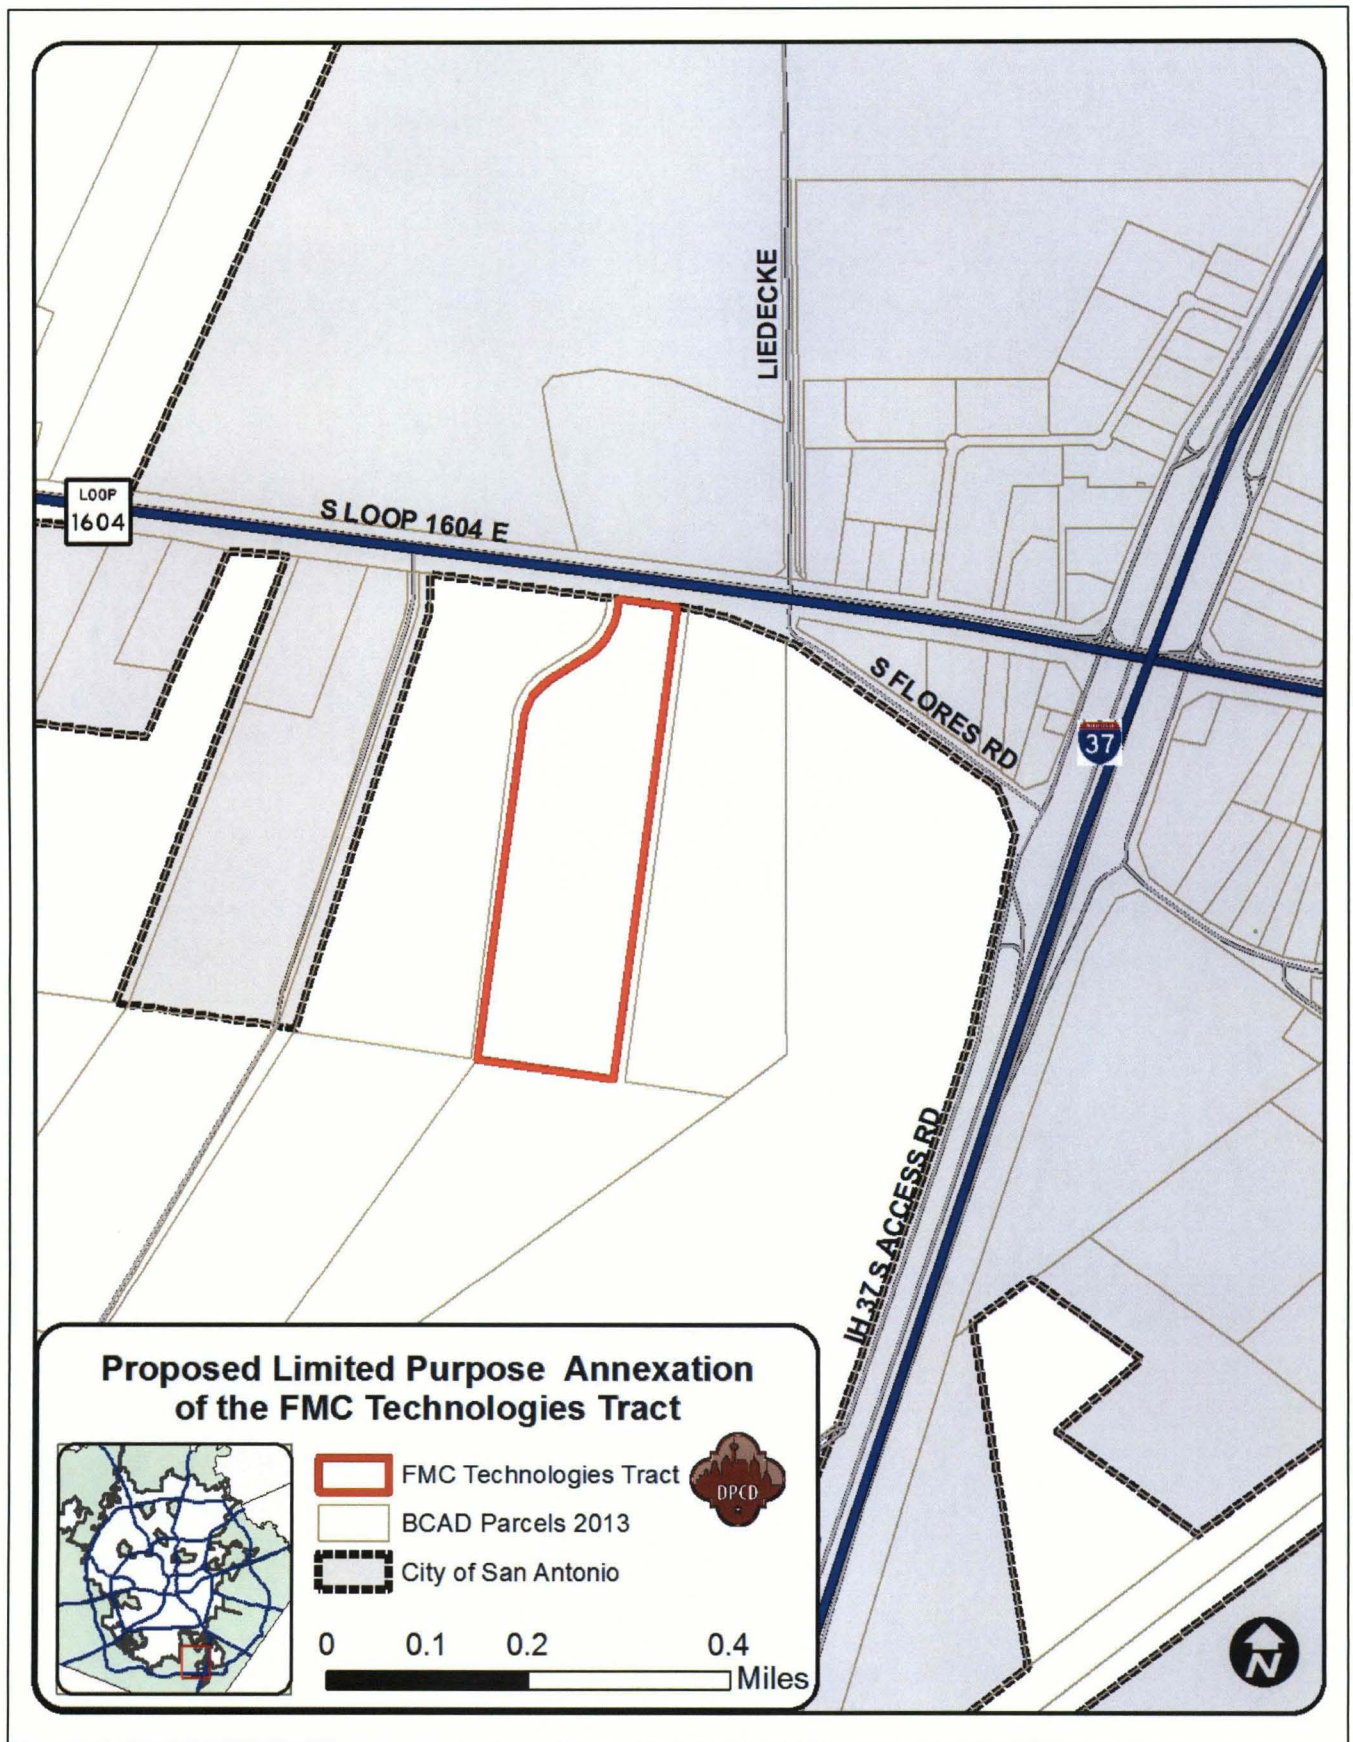 LIEDECKE
LOOP
1604
S LOOP 1604 E
S FLORES RD
37
IH 37 S ACCESS RD
Proposed Limited Purpose Annexation
of the FMC Technologies Tract
FMC Technologies Tract
DPCD
BCAD Parcels 2013
City of San Antonio
0 0.1 0.2 0.4
Miles
N